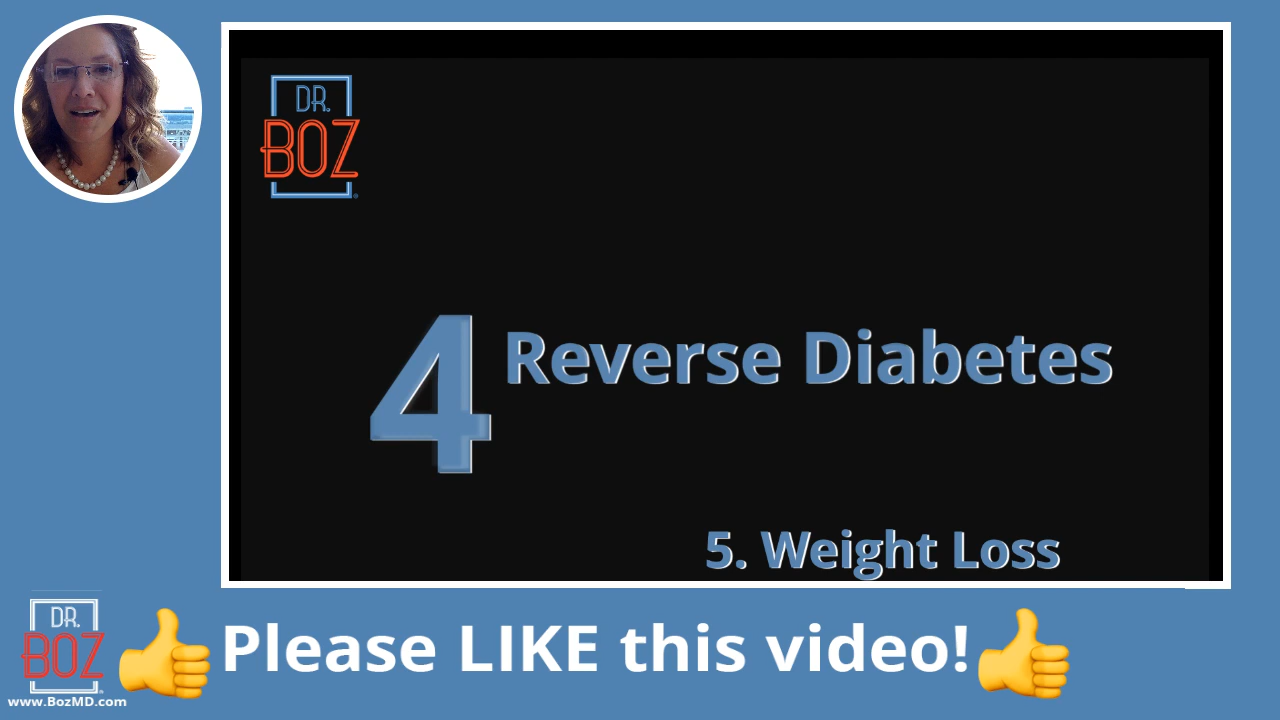 DR.
BOZ
4 Reverse Diabetes
5. Weight Loss
DR.
BOZ
www.BozMD.com
Please LIKE this video!